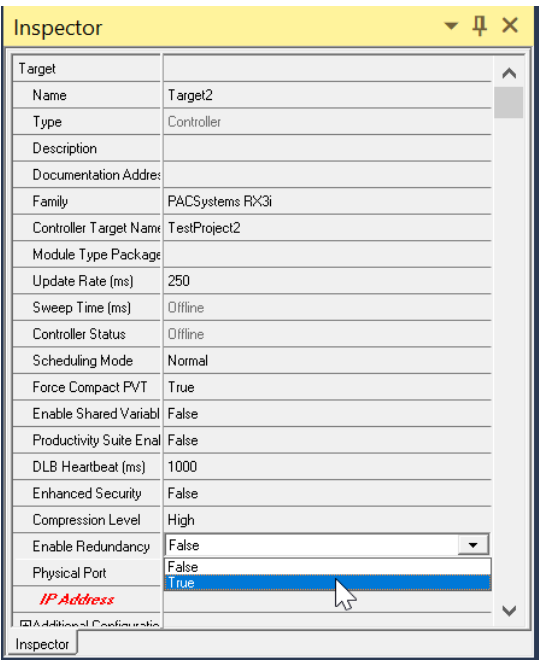 Inspector
Target
Name Target2
Type Controller
Description
Documentation Addres
Family PACSystems RX3i
Controller Target Name TestProject2
Module Type Package
Update Rate (ms) 250
Sweep Time (ms) Offline
Controller Status Offline
Scheduling Mode Normal
Force Compact PVT True
Enable Shared Variabl False
Productivity Suite Enal False
DLB Heartbeat (ms) 1000
Enhanced Security False
Compression Level High
Enable Redundancy False
Physical Port False
True
IP Address
Additional Configuratio
Inspector